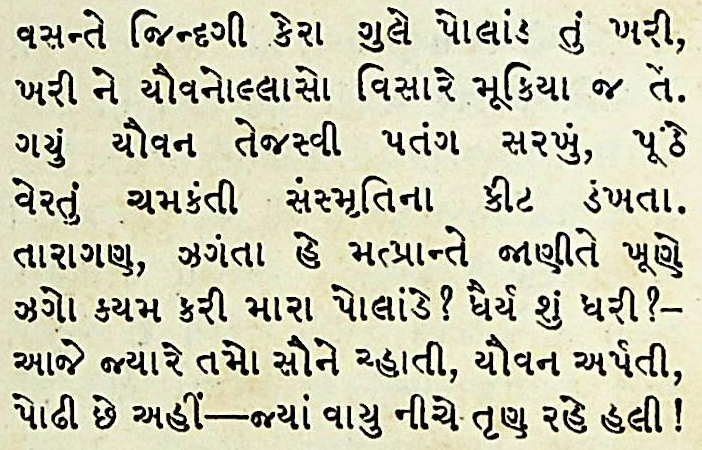 વસન્તે જિન્દગી કેરા ગુલે પોલાંડ તું ખરી,
ખરી ને યૌવનોલ્લાસો વિસારે મૂકિયા જ તેં.
ગયું યૌવન તેજસ્વી પતંગ સરખું, પૂંઠે
વેરતું ચમકંતી સંસ્મૃતિના કીટ ડંખતા.
તારાગણ, ઝગંતા હે મત્પ્રાન્તે જાણીતે ખૂણે
ઝગો ક્યમ કરી મારા પોલાંડે? ધૈર્ય શું ધરી?–
આજે જ્યારે તમો સૌને ચ્હાતી, યૌવન અર્પતી,
પોઢી છે અહીં—જ્યાં વાયુ નીચે તૃણ રહે હલી!